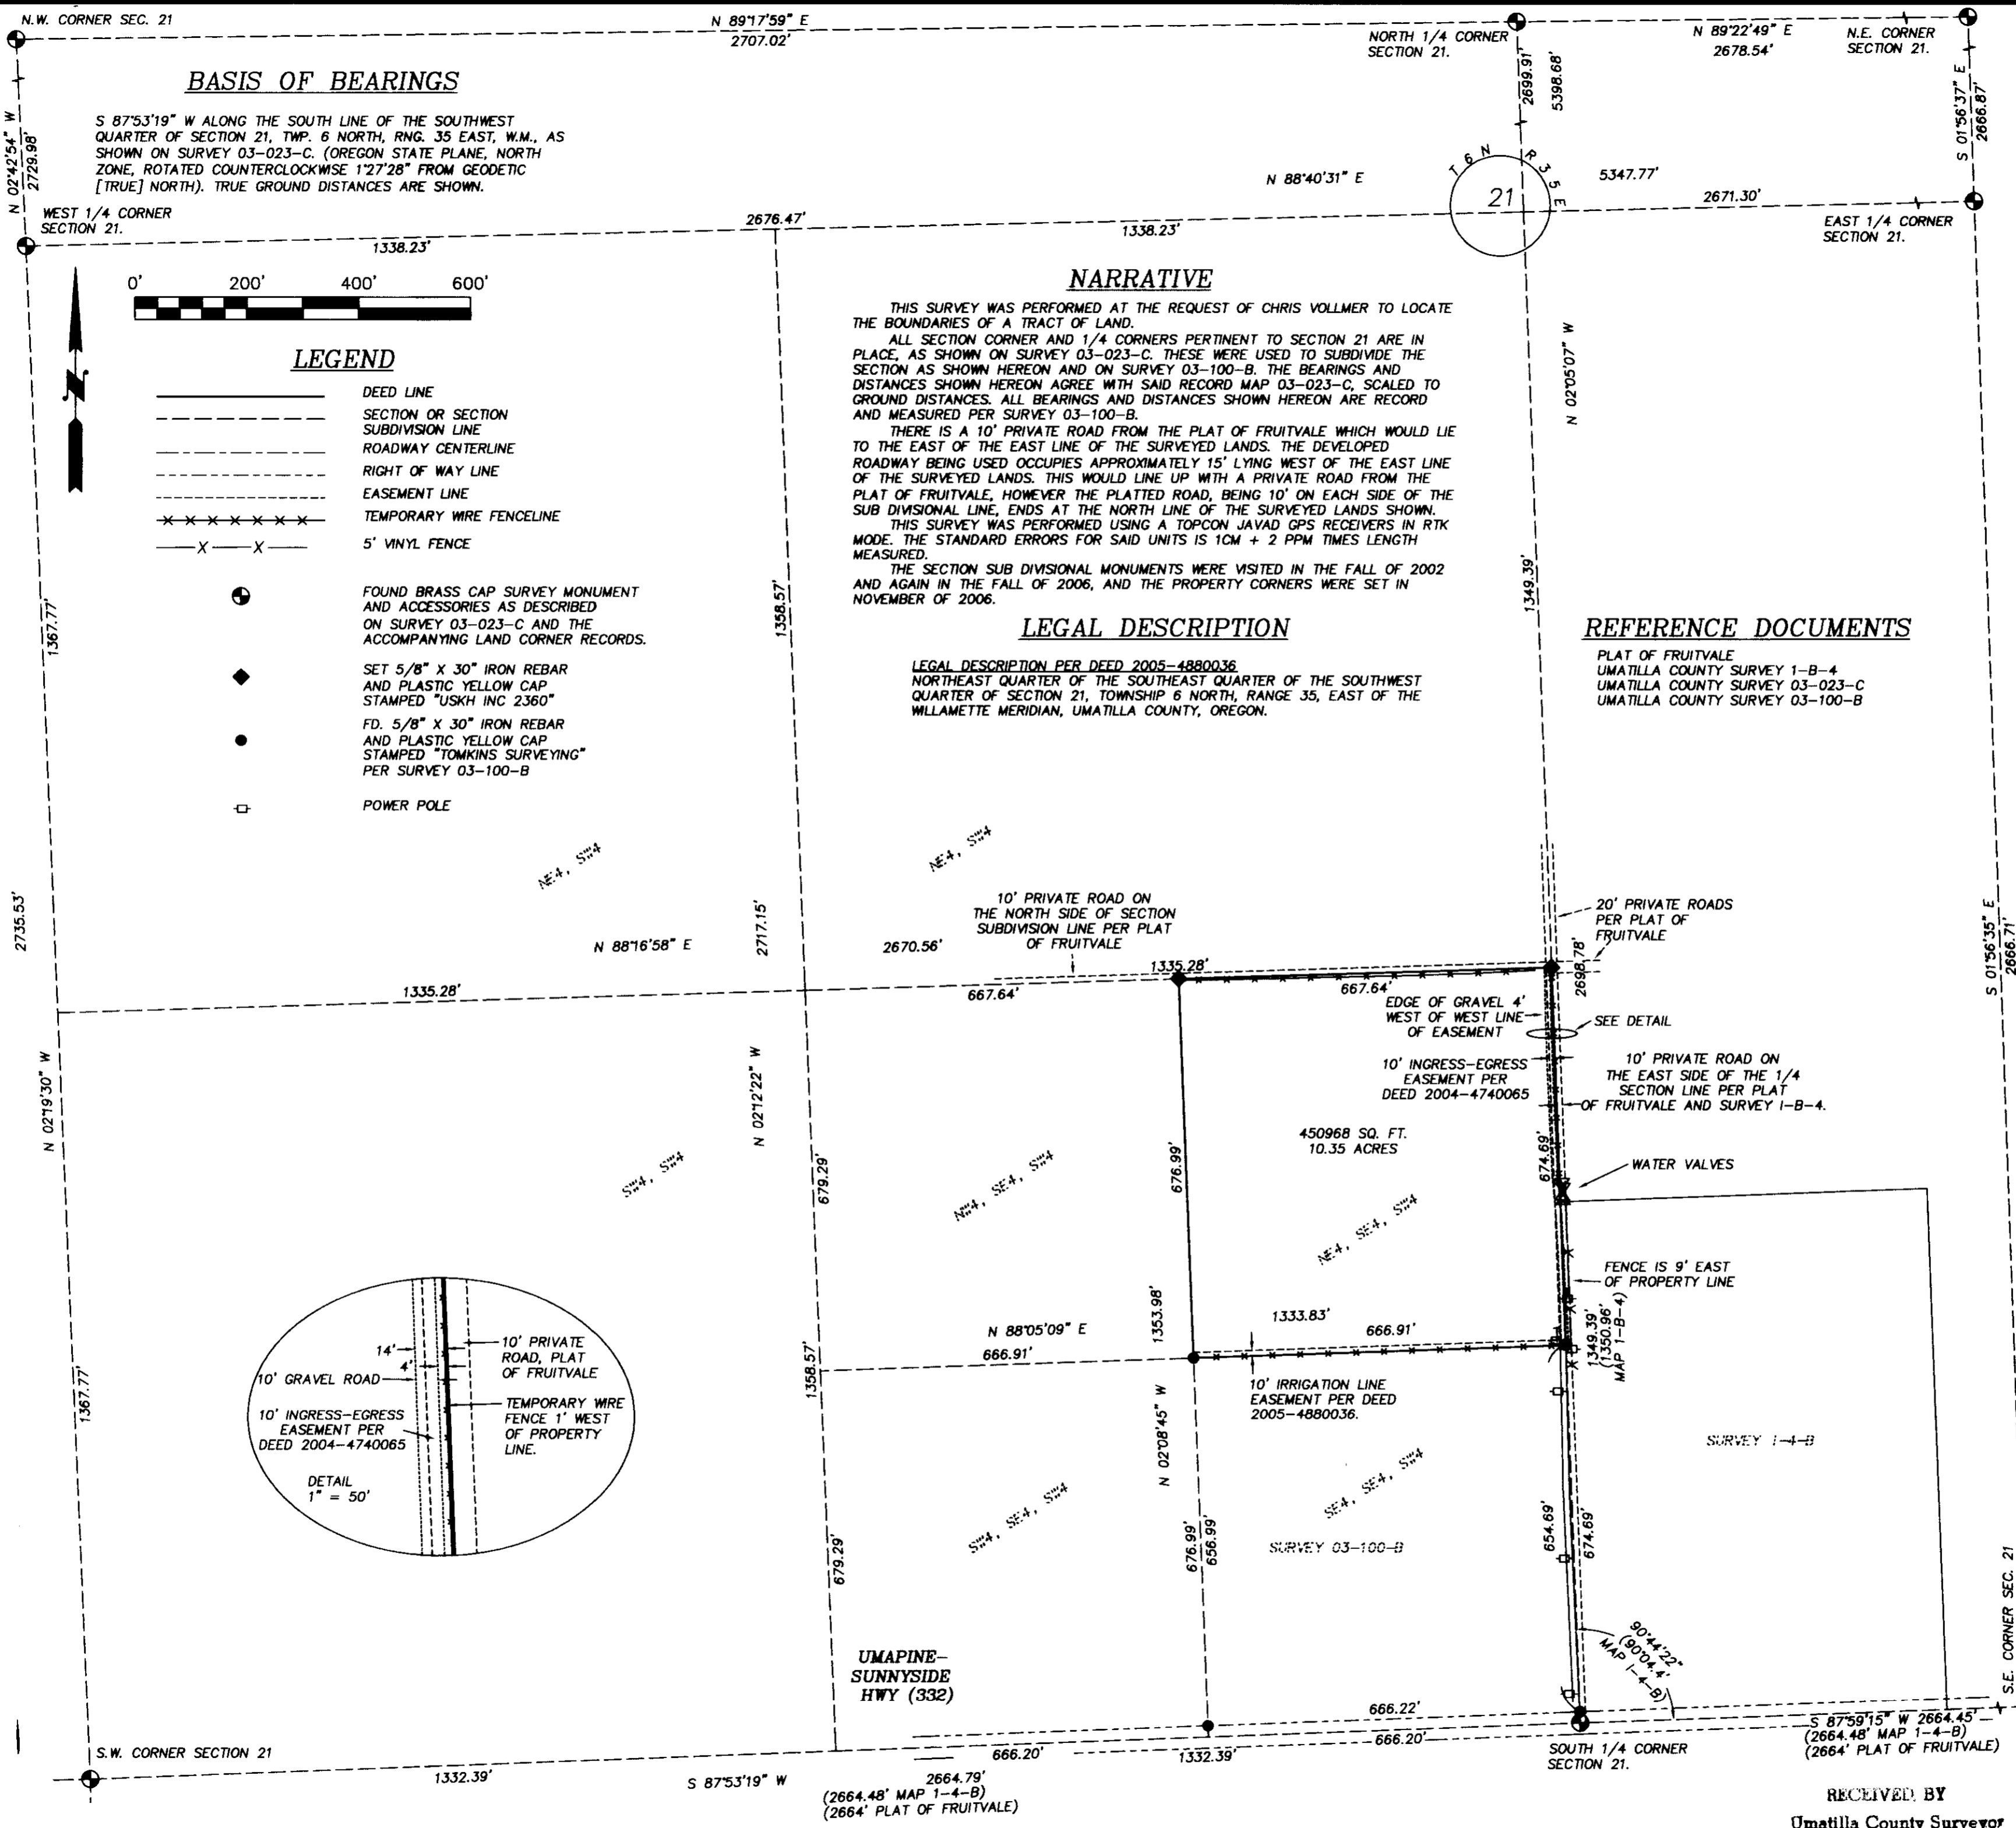 N.W. CORNER SEC. 21
N 89°17'59" E
2707.02'
NORTH 1/4 CORNER
SECTION 21.
N 89°22'49" E
2678.54'
N.E. CORNER
SECTION 21.
BASIS OF BEARINGS
S 87°53'19" W ALONG THE SOUTH LINE OF THE SOUTHWEST
QUARTER OF SECTION 21, TWP. 6 NORTH, RNG. 35 EAST, W.M., AS
SHOWN ON SURVEY 03-023-C. (OREGON STATE PLANE, NORTH
ZONE, ROTATED COUNTERCLOCKWISE 1°27'28" FROM GEODETIC
[TRUE] NORTH). TRUE GROUND DISTANCES ARE SHOWN.
N 02°42'54" W
2729.98'
2699.91'
5398.68'
S 01°56'37" E
2666.87'
WEST 1/4 CORNER
SECTION 21.
1338.23'
2676.47'
1338.23'
N 88°40'31" E
T 6 N
R 35 E
21
5347.77'
2671.30'
EAST 1/4 CORNER
SECTION 21.
0' 200' 400' 600'
N
LEGEND
DEED LINE
SECTION OR SECTION
SUBDIVISION LINE
ROADWAY CENTERLINE
RIGHT OF WAY LINE
EASEMENT LINE
TEMPORARY WIRE FENCELINE
5' VINYL FENCE
FOUND BRASS CAP SURVEY MONUMENT
AND ACCESSORIES AS DESCRIBED
ON SURVEY 03-023-C AND THE
ACCOMPANYING LAND CORNER RECORDS.
SET 5/8" X 30" IRON REBAR
AND PLASTIC YELLOW CAP
STAMPED "USKH INC 2360"
FD. 5/8" X 30" IRON REBAR
AND PLASTIC YELLOW CAP
STAMPED "TOMKINS SURVEYING"
PER SURVEY 03-100-B
POWER POLE
NARRATIVE
THIS SURVEY WAS PERFORMED AT THE REQUEST OF CHRIS VOLLMER TO LOCATE
THE BOUNDARIES OF A TRACT OF LAND.
ALL SECTION CORNER AND 1/4 CORNERS PERTINENT TO SECTION 21 ARE IN
PLACE, AS SHOWN ON SURVEY 03-023-C. THESE WERE USED TO SUBDIVIDE THE
SECTION AS SHOWN HEREON AND ON SURVEY 03-100-B. THE BEARINGS AND
DISTANCES SHOWN HEREON AGREE WITH SAID RECORD MAP 03-023-C, SCALED TO
GROUND DISTANCES. ALL BEARINGS AND DISTANCES SHOWN HEREON ARE RECORD
AND MEASURED PER SURVEY 03-100-B.
THERE IS A 10' PRIVATE ROAD FROM THE PLAT OF FRUITVALE WHICH WOULD LIE
TO THE EAST OF THE EAST LINE OF THE SURVEYED LANDS. THE DEVELOPED
ROADWAY BEING USED OCCUPIES APPROXIMATELY 15' LYING WEST OF THE EAST LINE
OF THE SURVEYED LANDS. THIS WOULD LINE UP WITH A PRIVATE ROAD FROM THE
PLAT OF FRUITVALE, HOWEVER THE PLATTED ROAD, BEING 10' ON EACH SIDE OF THE
SUB DIVISIONAL LINE, ENDS AT THE NORTH LINE OF THE SURVEYED LANDS SHOWN.
THIS SURVEY WAS PERFORMED USING A TOPCON JAVAD GPS RECEIVERS IN RTK
MODE. THE STANDARD ERRORS FOR SAID UNITS IS 1CM + 2 PPM TIMES LENGTH
MEASURED.
THE SECTION SUB DIVISIONAL MONUMENTS WERE VISITED IN THE FALL OF 2002
AND AGAIN IN THE FALL OF 2006, AND THE PROPERTY CORNERS WERE SET IN
NOVEMBER OF 2006.
LEGAL DESCRIPTION
LEGAL DESCRIPTION PER DEED 2005-4880036
NORTHEAST QUARTER OF THE SOUTHEAST QUARTER OF THE SOUTHWEST
QUARTER OF SECTION 21, TOWNSHIP 6 NORTH, RANGE 35, EAST OF THE
WILLAMETTE MERIDIAN, UMATILLA COUNTY, OREGON.
N 02°05'07" W
1349.39'
REFERENCE DOCUMENTS
PLAT OF FRUITVALE
UMATILLA COUNTY SURVEY 1-B-4
UMATILLA COUNTY SURVEY 03-023-C
UMATILLA COUNTY SURVEY 03-100-B
1367.77'
1358.57'
NE4, SW4
NE4, SW4
2735.53'
2717.15'
N 88°16'58" E
2670.56'
1335.28'
667.64'
10' PRIVATE ROAD ON
THE NORTH SIDE OF SECTION
SUBDIVISION LINE PER PLAT
OF FRUITVALE
1335.28'
667.64'
20' PRIVATE ROADS
PER PLAT OF
FRUITVALE
2698.78'
S 01°56'35" E
2666.71'
EDGE OF GRAVEL 4'
WEST OF WEST LINE
OF EASEMENT
SEE DETAIL
10' INGRESS-EGRESS
EASEMENT PER
DEED 2004-4740065
10' PRIVATE ROAD ON
THE EAST SIDE OF THE 1/4
SECTION LINE PER PLAT
OF FRUITVALE AND SURVEY I-B-4.
N 02°19'30" W
N 02°12'22" W
679.29'
676.99'
450968 SQ. FT.
10.35 ACRES
674.69'
WATER VALVES
SW4, SW4
NW4, SE4, SW4
NE4, SE4, SW4
FENCE IS 9' EAST
OF PROPERTY LINE
1349.39'
(1350.96'
MAP 1-B-4)
1353.98'
1333.83'
N 88°05'09" E
666.91'
666.91'
1358.57'
1367.77'
14'
4'
10' GRAVEL ROAD
10' INGRESS-EGRESS
EASEMENT PER
DEED 2004-4740065
DETAIL
1" = 50'
10' PRIVATE
ROAD, PLAT
OF FRUITVALE
TEMPORARY WIRE
FENCE 1' WEST
OF PROPERTY
LINE.
N 02°08'45" W
10' IRRIGATION LINE
EASEMENT PER DEED
2005-4880036.
SURVEY 1-4-B
SW4, SE4, SW4
SE4, SE4, SW4
SURVEY 03-100-B
679.29'
676.99'
656.99'
654.69'
674.69'
90°44'22"
(90°04.4'
MAP 1-4-B)
S.E. CORNER SEC. 21
UMAPINE-
SUNNYSIDE
HWY (332)
666.22'
S.W. CORNER SECTION 21
1332.39'
S 87°53'19" W
2664.79'
(2664.48' MAP 1-4-B)
(2664' PLAT OF FRUITVALE)
666.20'
1332.39'
666.20'
SOUTH 1/4 CORNER
SECTION 21.
S 87°59'15" W 2664.45'
(2664.48' MAP 1-4-B)
(2664' PLAT OF FRUITVALE)
RECEIVED BY
Umatilla County Surveyor